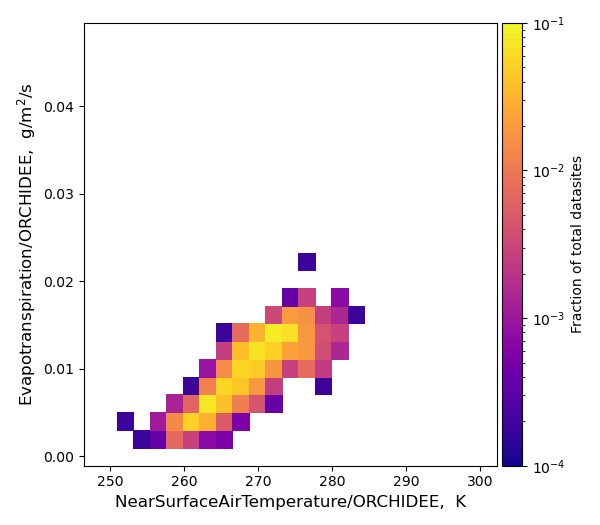 Evapotranspiration/ORCHIDEE, g/m²/s
0.04
0.03
0.02
0.01
0.00
250 260 270 280 290 300
NearSurfaceAirTemperature/ORCHIDEE, K
10⁻¹
10⁻²
10⁻³
10⁻⁴
Fraction of total datasites